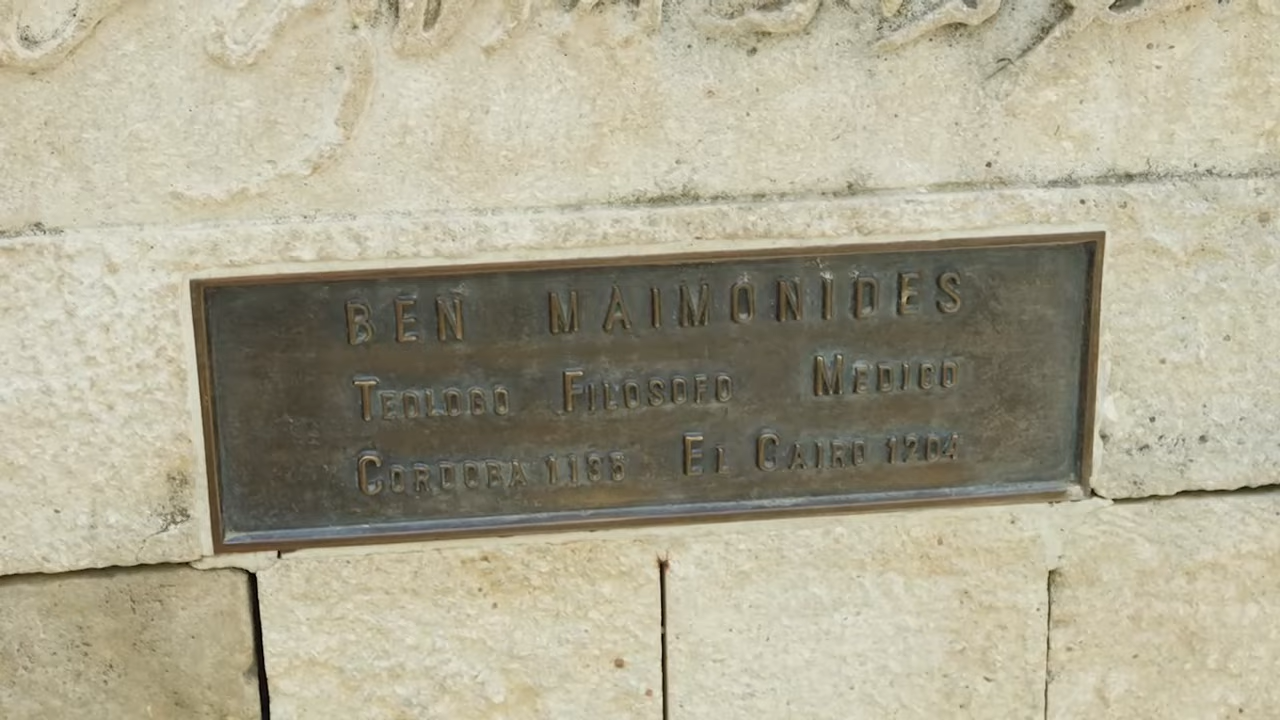 BEN MAIMONIDES
TEOLOGO FILOSOFO MEDICO
CORDOBA 1135 EL CAIRO 1204